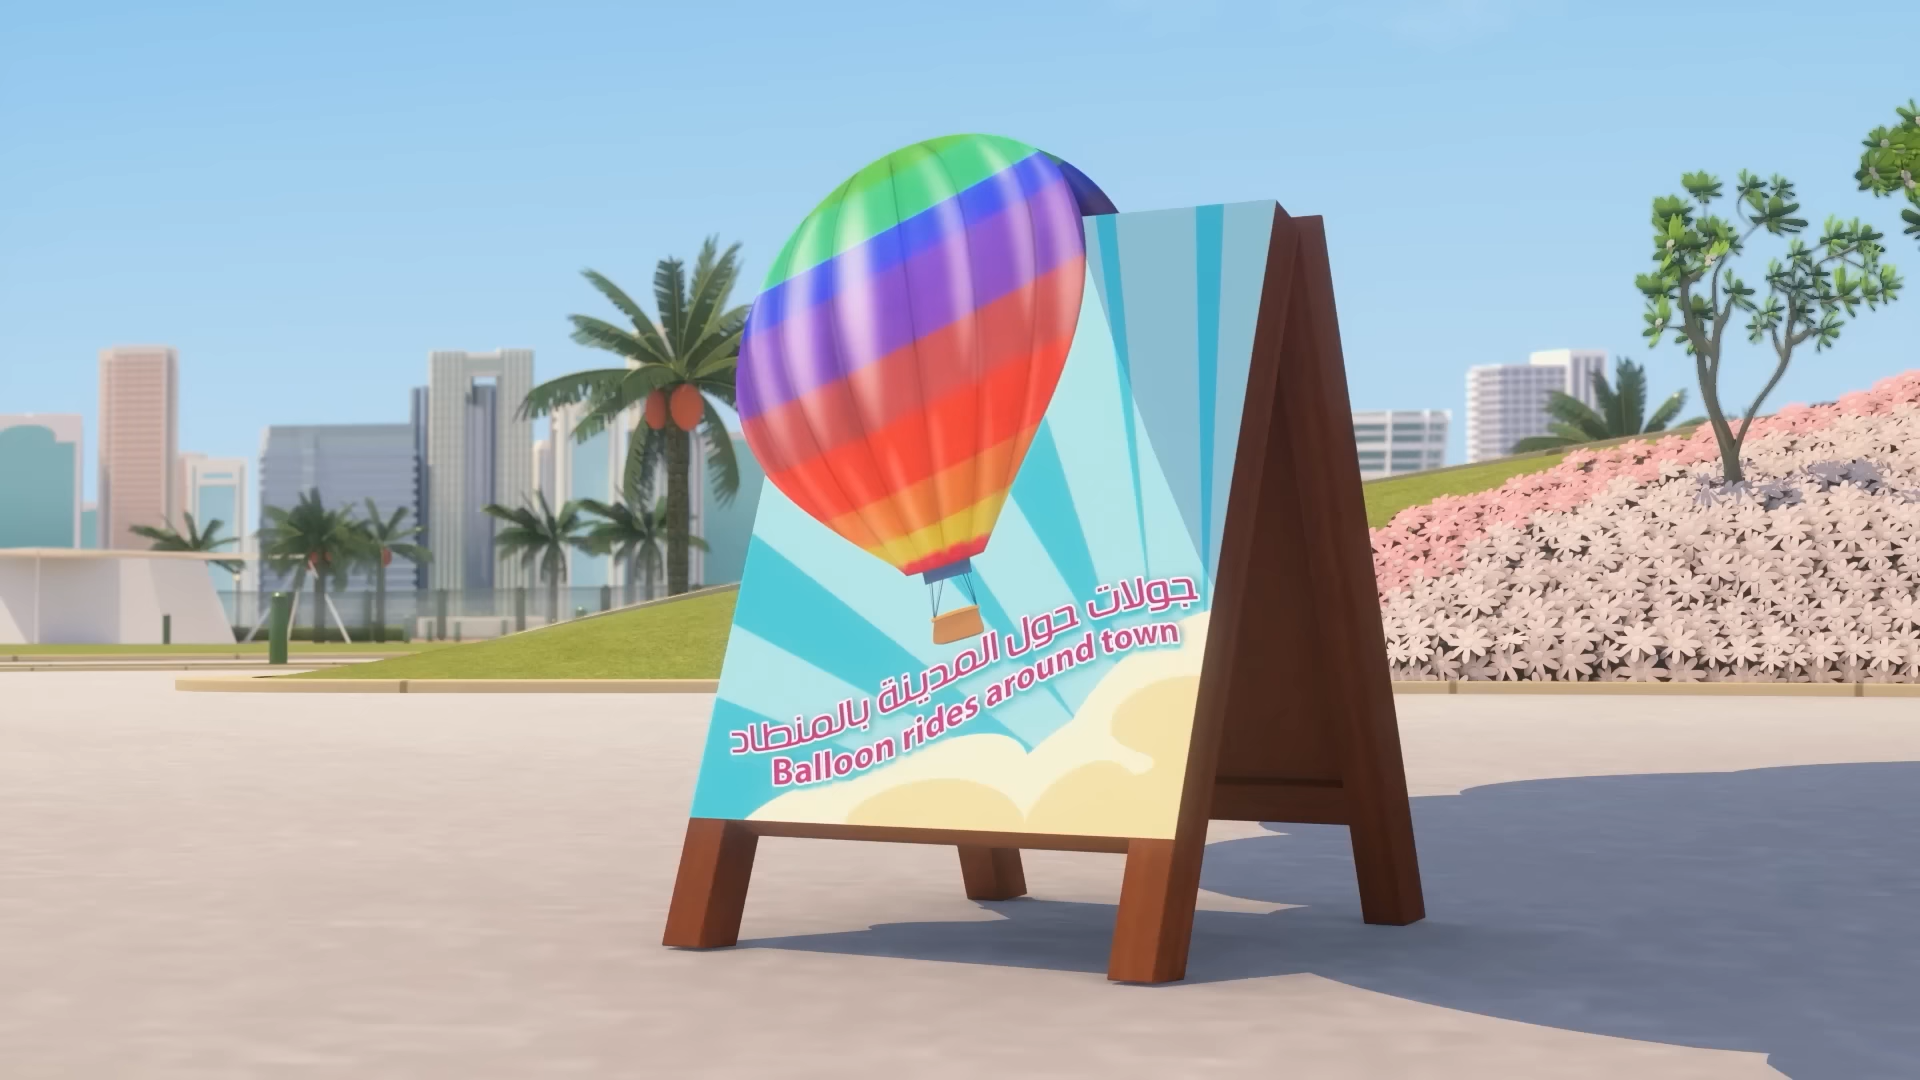 جولات حول المدينة بالمنطاد
Balloon rides around town